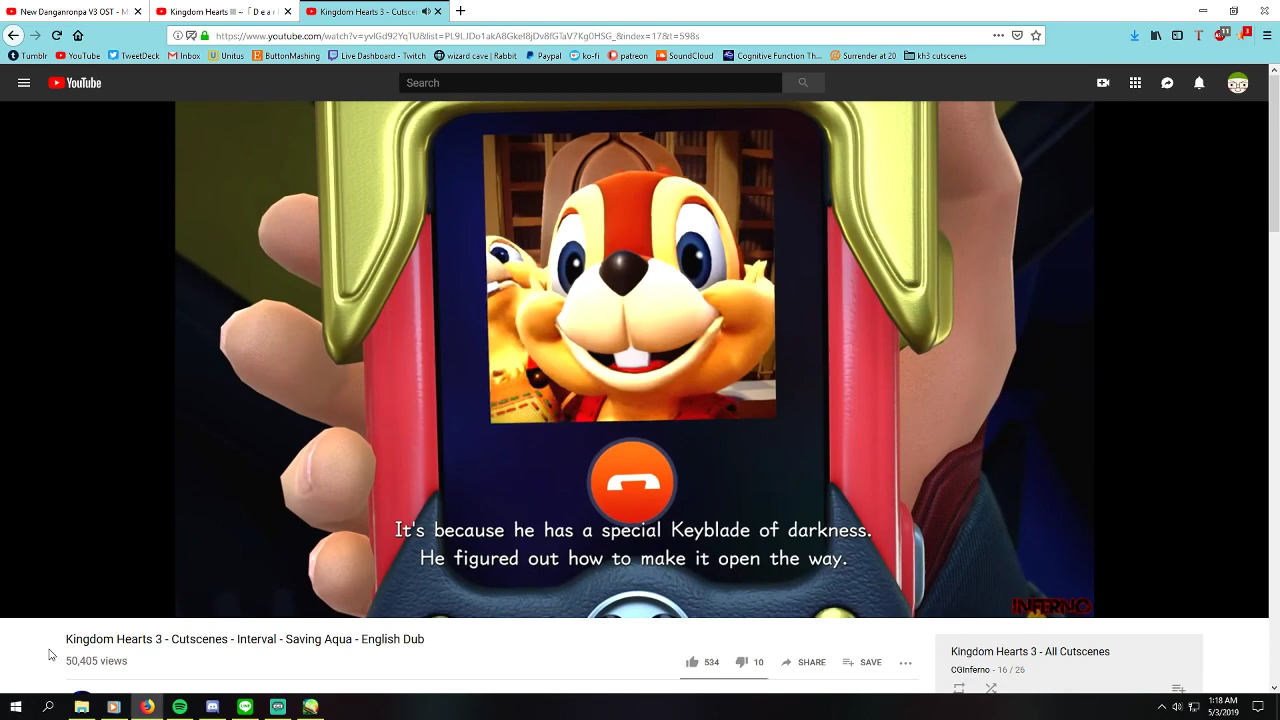 New Danganronpa V3 OST - M
Kingdom Hearts III ~「D e a r
Kingdom Hearts 3 - Cutscen
https://www.youtube.com/watch?v=yvlGd92YqTU&list=PL9LJDo1akA8Gkef8jDv8fGTaV7Kg0HSG_&index=17&t=598s
11
3
Tumblr
YouTube
TweetDeck
Inbox
Unitus
ButtonMashing
Live Dashboard - Twitch
wizard cave | Rabbit
Paypal
ko-fi
patreon
SoundCloud
Cognitive Function Th...
Surrender at 20
kh3 cutscenes
YouTube
Search
It's because he has a special Keyblade of darkness.
He figured out how to make it open the way.
INFERNO
Kingdom Hearts 3 - Cutscenes - Interval - Saving Aqua - English Dub
50,405 views
534
10
SHARE
SAVE
Kingdom Hearts 3 - All Cutscenes
CGInferno - 16 / 26
1:18 AM
5/3/2019